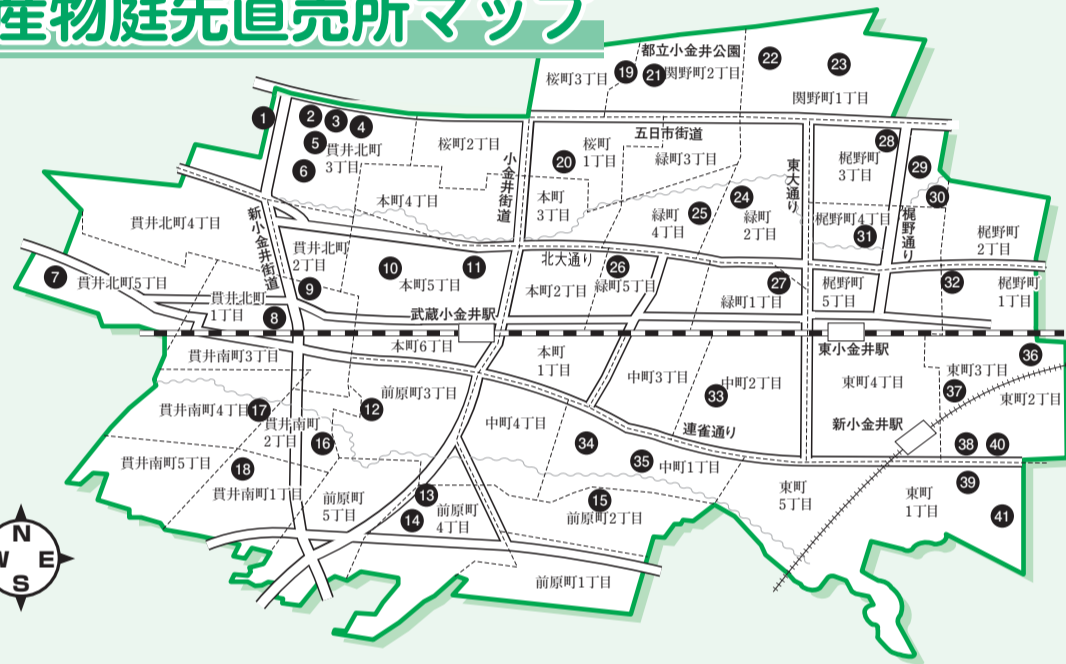 産物庭先直売所マップ
都立小金井公園
桜町3丁目
19
21
関野町2丁目
22
23
関野町1丁目
1
2
3
4
5
貫井北町
3丁目
6
桜町2丁目
小金井街道
20
桜町
1丁目
五日市街道
緑町3丁目
東大通り
28
梶野町
3丁目
29
30
梶野通り
貫井北町4丁目
新小金井街道
本町4丁目
本町
3丁目
緑町
4丁目
25
24
緑町
2丁目
梶野町4丁目
31
梶野町
2丁目
7
貫井北町5丁目
貫井北町
2丁目
9
10
本町5丁目
11
北大通り
本町2丁目
26
緑町5丁目
27
緑町1丁目
梶野町
5丁目
32
梶野町
1丁目
貫井北町
1丁目
8
武蔵小金井駅
東小金井駅
貫井南町3丁目
本町6丁目
本町
1丁目
中町3丁目
中町2丁目
33
東町4丁目
東町3丁目
36
37
東町2丁目
貫井南町4丁目
17
貫井南町
2丁目
16
12
前原町3丁目
中町4丁目
34
連雀通り
35
中町1丁目
新小金井駅
38
40
貫井南町5丁目
18
貫井南町1丁目
前原町
5丁目
13
14
前原町
4丁目
15
前原町2丁目
東町
5丁目
東町
1丁目
39
41
前原町1丁目
N
W E
S